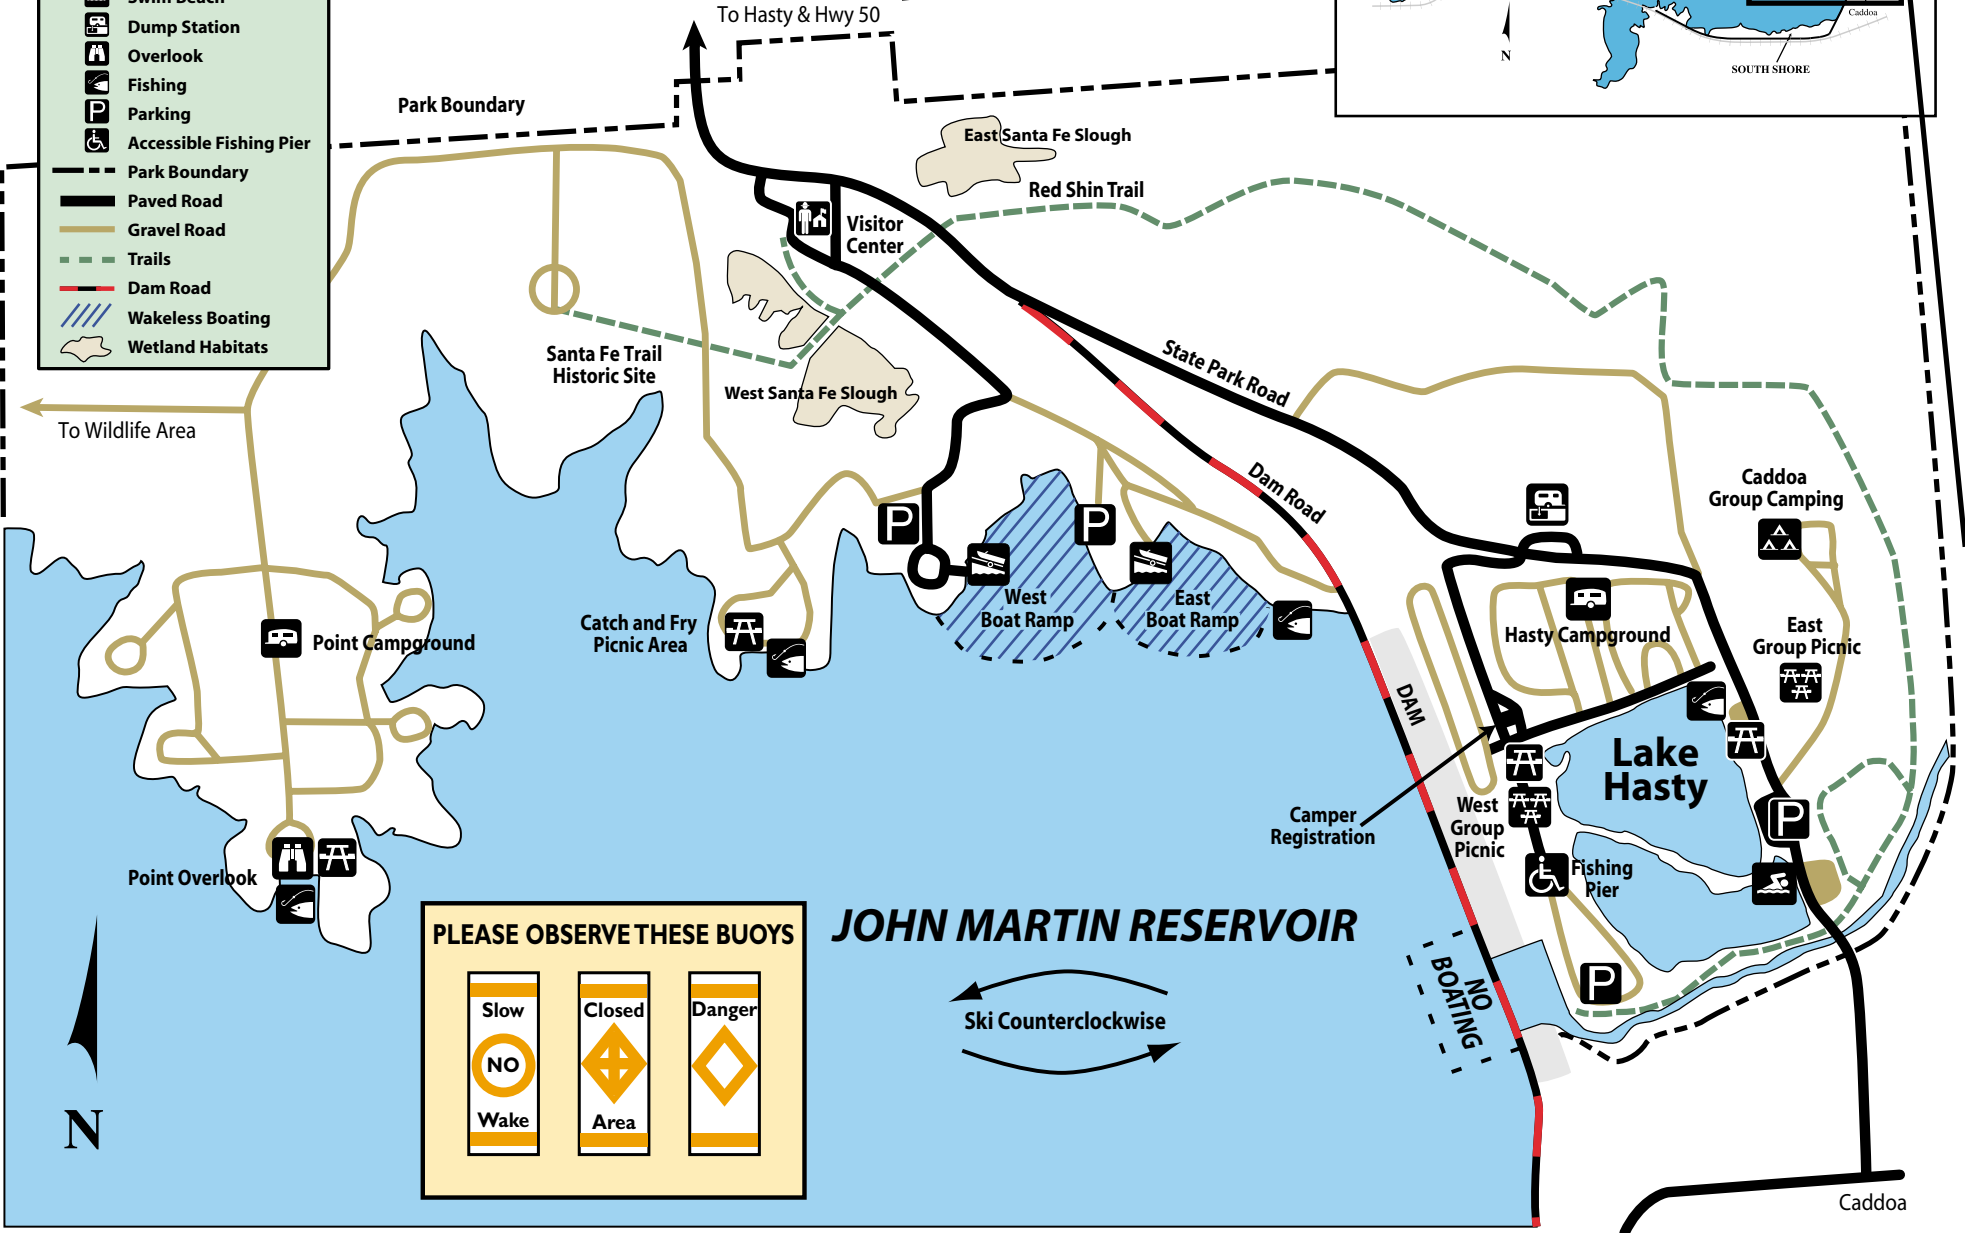 Swim Beach
Dump Station
Overlook
Fishing
Parking
Accessible Fishing Pier
Park Boundary
Paved Road
Gravel Road
Trails
Dam Road
Wakeless Boating
Wetland Habitats
To Hasty & Hwy 50
Park Boundary
Caddoa
N
SOUTH SHORE
East Santa Fe Slough
Red Shin Trail
Visitor
Center
Santa Fe Trail
Historic Site
West Santa Fe Slough
State Park Road
To Wildlife Area
Dam Road
Caddoa
Group Camping
P
P
West
Boat Ramp
East
Boat Ramp
Catch and Fry
Picnic Area
Point Campground
Hasty Campground
East
Group Picnic
DAM
Lake
Hasty
Camper
Registration
West
Group
Picnic
P
Fishing
Pier
Point Overlook
P
PLEASE OBSERVE THESE BUOYS
Slow
NO
Wake
Closed
Area
Danger
JOHN MARTIN RESERVOIR
Ski Counterclockwise
NO
BOATING
N
Caddoa